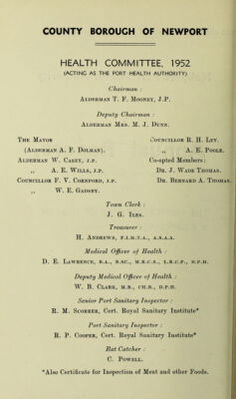 COUNTY BOROUGH OF NEWPORT
HEALTH COMMITTEE, 1952
(ACTING AS THE PORT HEALTH AUTHORITY)
Chairman :
ALDERMAN T. F. MOONEY, J.P.
Deputy Chairman :
ALDERMAN MRS. M. J. DUNN.
THE MAYOR
(ALDERMAN A. F. DOLMAN).
ALDERMAN W. CASEY, J.P.
„ A. E. WILLS, J.P.
COUNCILLOR F. V. CORNFORD, J.P.
„ W. E. GADSBY.
COUNCILLOR R. H. LEY.
„ A. E. POOLE.
Co-opted Members :
DR. J. WADE THOMAS.
DR. BERNARD A. THOMAS.
Town Clerk :
J. G. ILES.
Treasurer :
H. ANDREWS, F.I.M.T.A., A.S.A.A.
Medical Officer of Health :
D. E. LAWRENCE, B.A., B.SC., M.R.C.S., L.R.C.P., D.P.H.
Deputy Medical Officer of Health :
W. B. CLARK, M.B., CH.B., D.P.H.
Senior Port Sanitary Inspector :
R. M. SCORRER, Cert. Royal Sanitary Institute*
Port Sanitary Inspector :
R. P. COOPER, Cert. Royal Sanitary Institute*
Rat Catcher :
C. POWELL.
*Also Certificate for Inspection of Meat and other Foods.